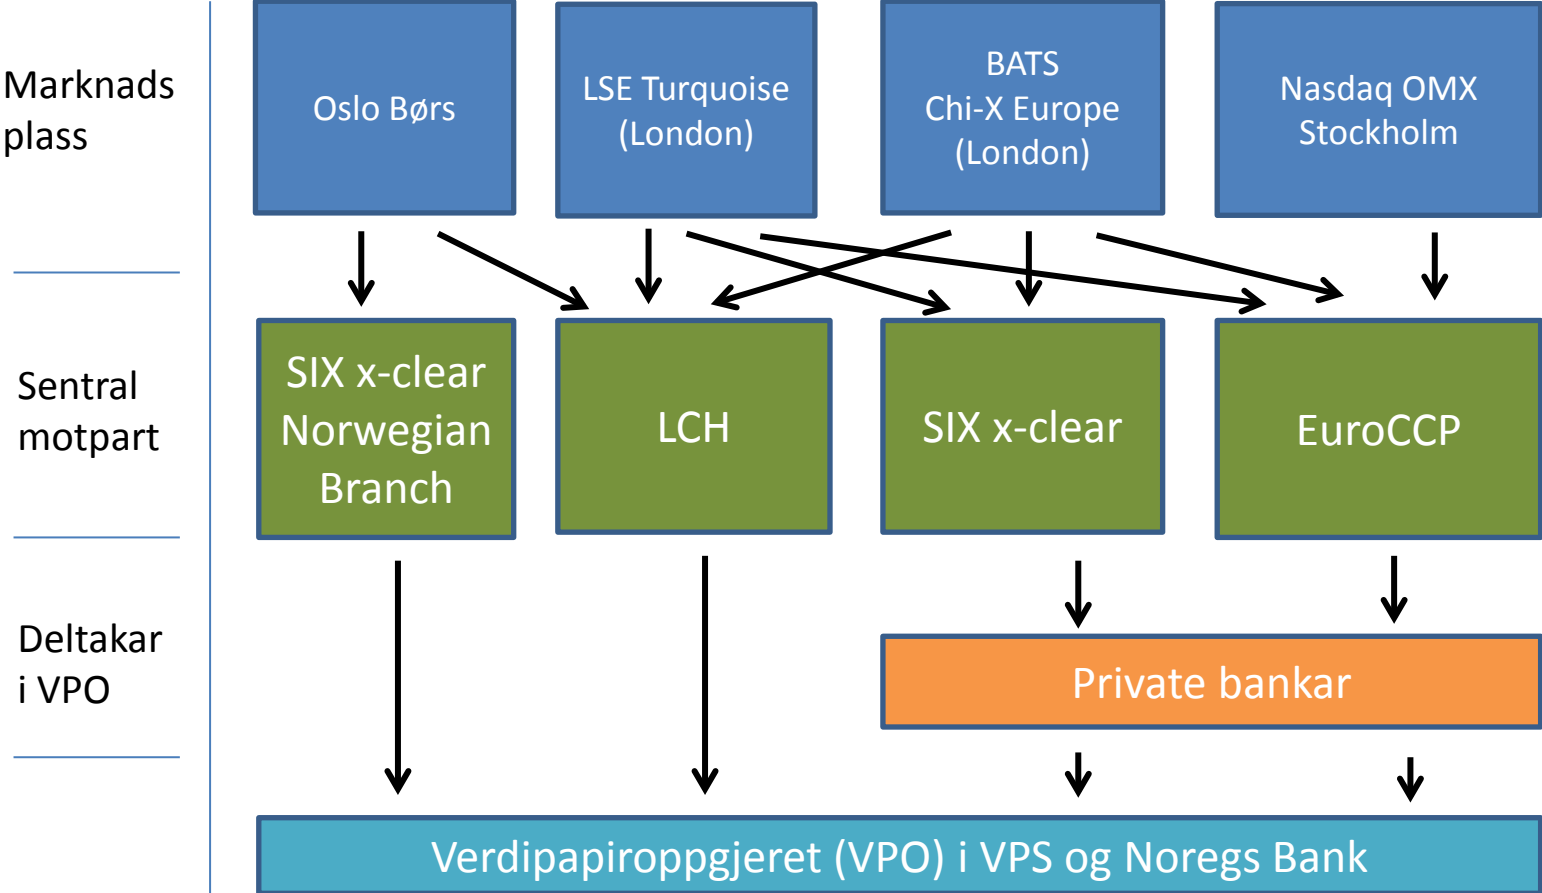 Marknads
plass
Oslo Børs
LSE Turquoise
(London)
BATS
Chi-X Europe
(London)
Nasdaq OMX
Stockholm
Sentral
motpart
SIX x-clear
Norwegian
Branch
LCH
SIX x-clear
EuroCCP
Deltakar
i VPO
Private bankar
Verdipapiroppgjeret (VPO) i VPS og Noregs Bank